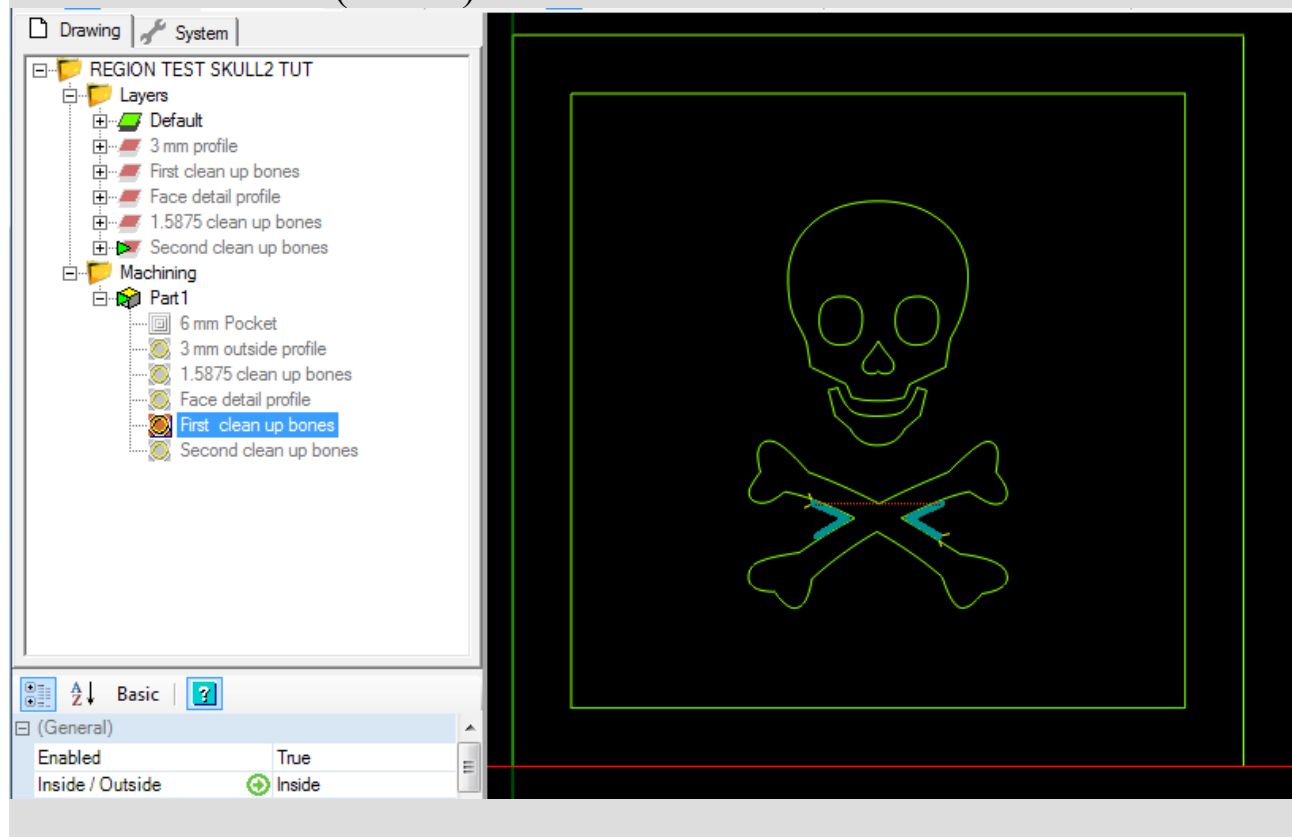 Drawing
System
REGION TEST SKULL2 TUT
Layers
Default
3 mm profile
First clean up bones
Face detail profile
1.5875 clean up bones
Second clean up bones
Machining
Part1
6 mm Pocket
3 mm outside profile
1.5875 clean up bones
Face detail profile
First  clean up bones
Second clean up bones
A Z Basic ?
(General)
Enabled True
Inside / Outside Inside